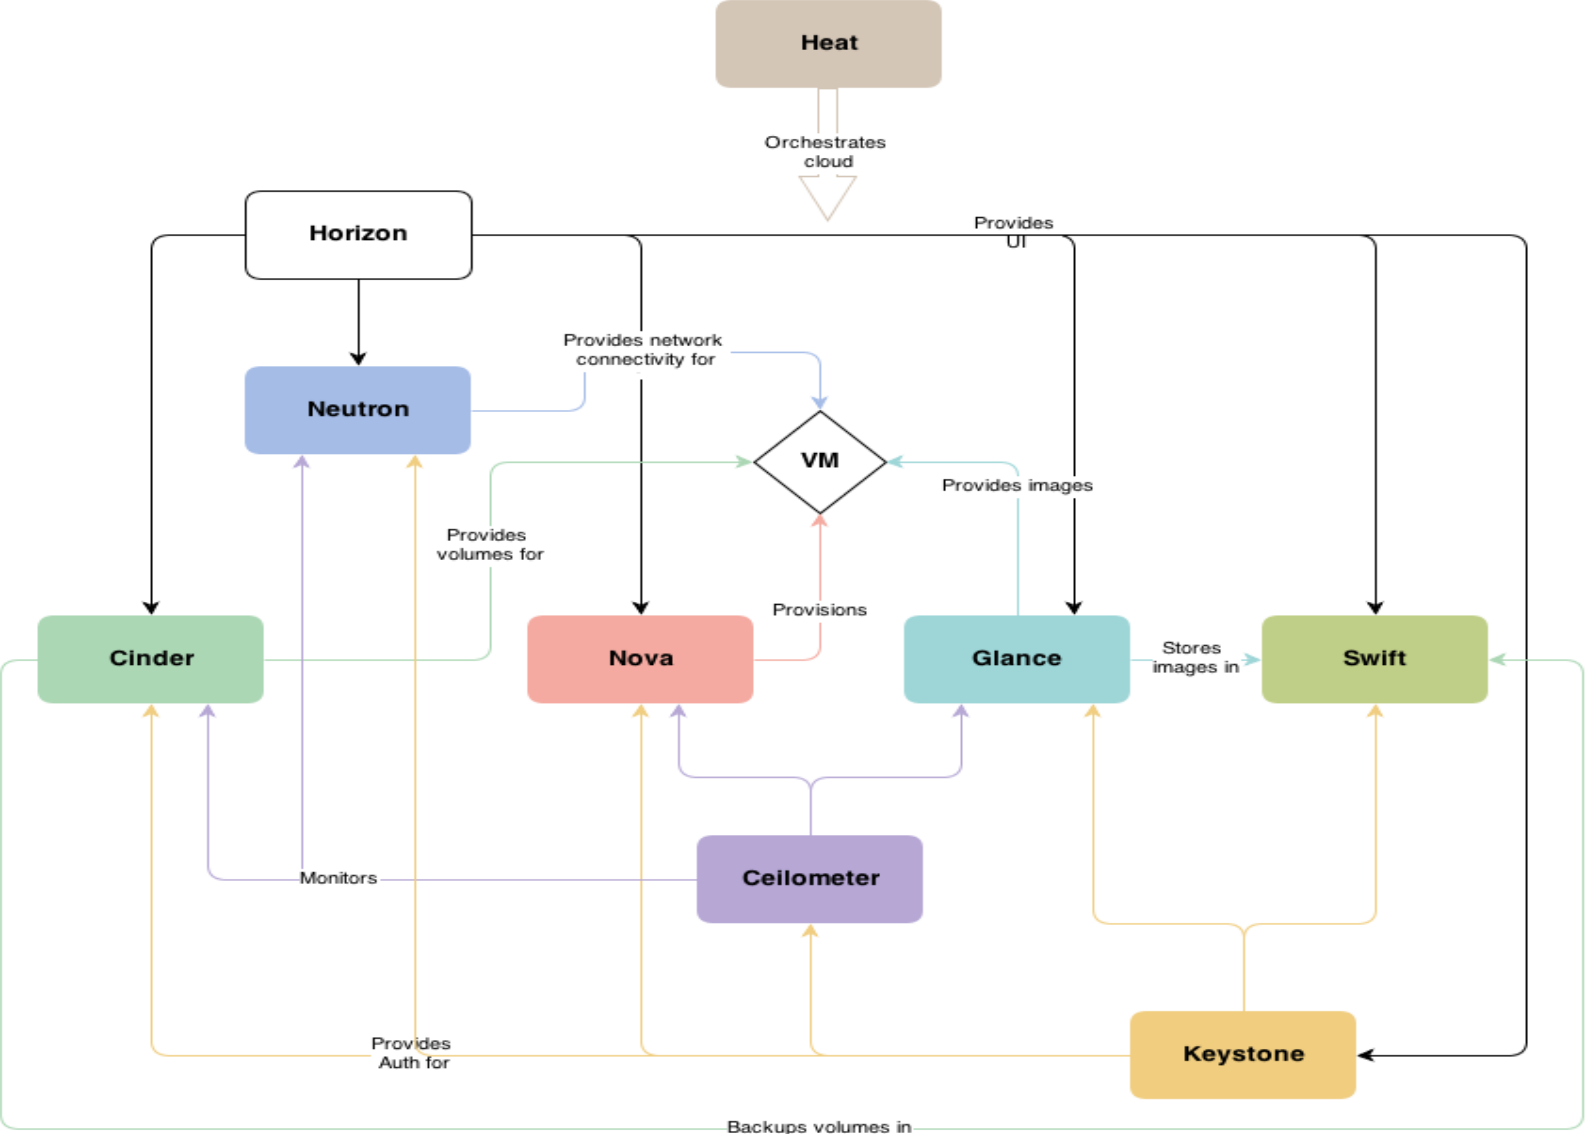 Heat
Orchestrates
cloud
Provides
UI
Horizon
Provides network
connectivity for
Neutron
VM
Provides images
Provides
volumes for
Provisions
Cinder
Nova
Glance
Stores
images in
Swift
Monitors
Ceilometer
Provides
Auth for
Keystone
Backups volumes in